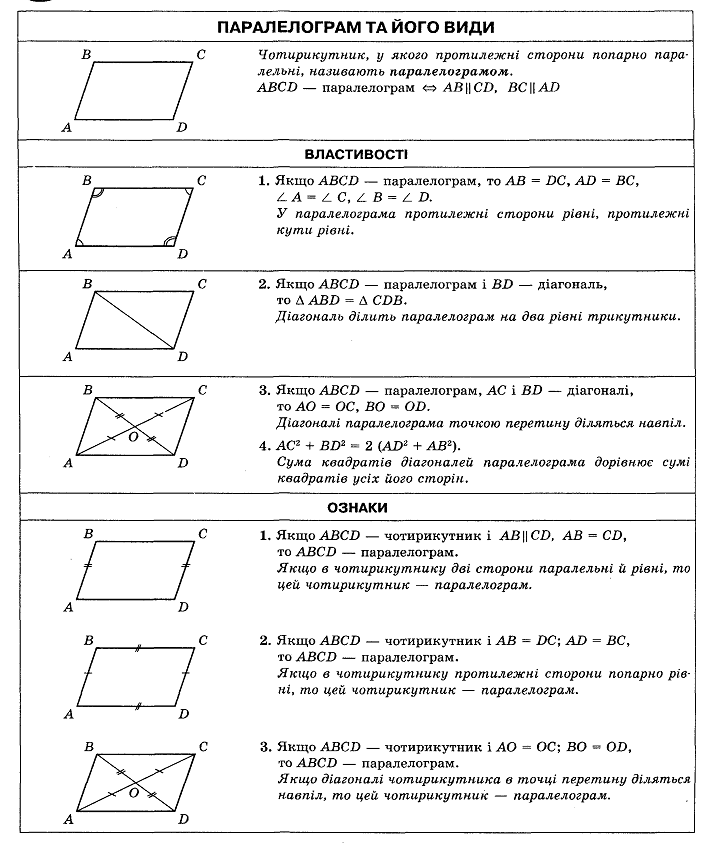 ПАРАЛЕЛОГРАМ ТА ЙОГО ВИДИ
B C
A D
Чотирикутник, у якого протилежні сторони попарно пара-
лельні, називають паралелограмом.
ABCD — паралелограм ⇔ AB || CD, BC || AD
ВЛАСТИВОСТІ
B C
A D
1. Якщо ABCD — паралелограм, то AB = DC, AD = BC,
∠ A = ∠ C, ∠ B = ∠ D.
У паралелограма протилежні сторони рівні, протилежні
кути рівні.
B C
A D
2. Якщо ABCD — паралелограм і BD — діагональ,
то Δ ABD = Δ CDB.
Діагональ ділить паралелограм на два рівні трикутники.
B C
O
A D
3. Якщо ABCD — паралелограм, AC і BD — діагоналі,
то AO = OC, BO = OD.
Діагоналі паралелограма точкою перетину діляться навпіл.
4. AC² + BD² = 2 (AD² + AB²).
Сума квадратів діагоналей паралелограма дорівнює сумі
квадратів усіх його сторін.
ОЗНАКИ
B C
A D
1. Якщо ABCD — чотирикутник і AB || CD, AB = CD,
то ABCD — паралелограм.
Якщо в чотирикутнику дві сторони паралельні й рівні, то
цей чотирикутник — паралелограм.
B C
A D
2. Якщо ABCD — чотирикутник і AB = DC; AD = BC,
то ABCD — паралелограм.
Якщо в чотирикутнику протилежні сторони попарно рів-
ні, то цей чотирикутник — паралелограм.
B C
O
A D
3. Якщо ABCD — чотирикутник і AO = OC; BO = OD,
то ABCD — паралелограм.
Якщо діагоналі чотирикутника в точці перетину діляться
навпіл, то цей чотирикутник — паралелограм.